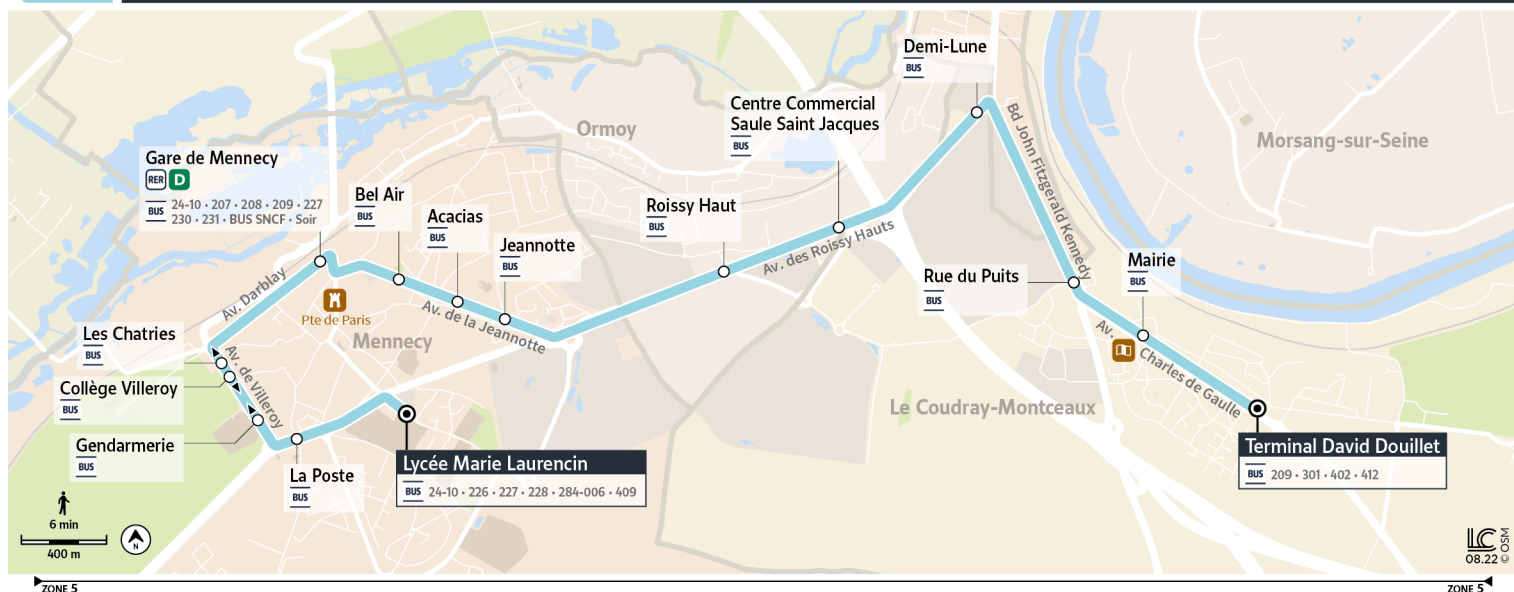 Demi-Lune
BUS
Centre Commercial
Saule Saint Jacques
BUS
Ormoy
Morsang-sur-Seine
Bd John Fitzgerald Kennedy
Gare de Mennecy
RER D
BUS 24-10 • 207 • 208 • 209 • 227
230 • 231 • BUS SNCF • Soir
Bel Air
BUS
Acacias
BUS
Jeannotte
BUS
Roissy Haut
BUS
Av. des Roissy Hauts
Rue du Puits
BUS
Mairie
BUS
Av. Darblay
Pte de Paris
Av. de la Jeannotte
Mennecy
Les Chatries
BUS
Av. de Villeroy
Collège Villeroy
BUS
Gendarmerie
BUS
La Poste
BUS
Lycée Marie Laurencin
BUS 24-10 • 226 • 227 • 228 • 284-006 • 409
Av. Charles de Gaulle
Le Coudray-Montceaux
Terminal David Douillet
BUS 209 • 301 • 402 • 412
6 min
400 m
N
LC
08.22
© OSM
ZONE 5
ZONE 5